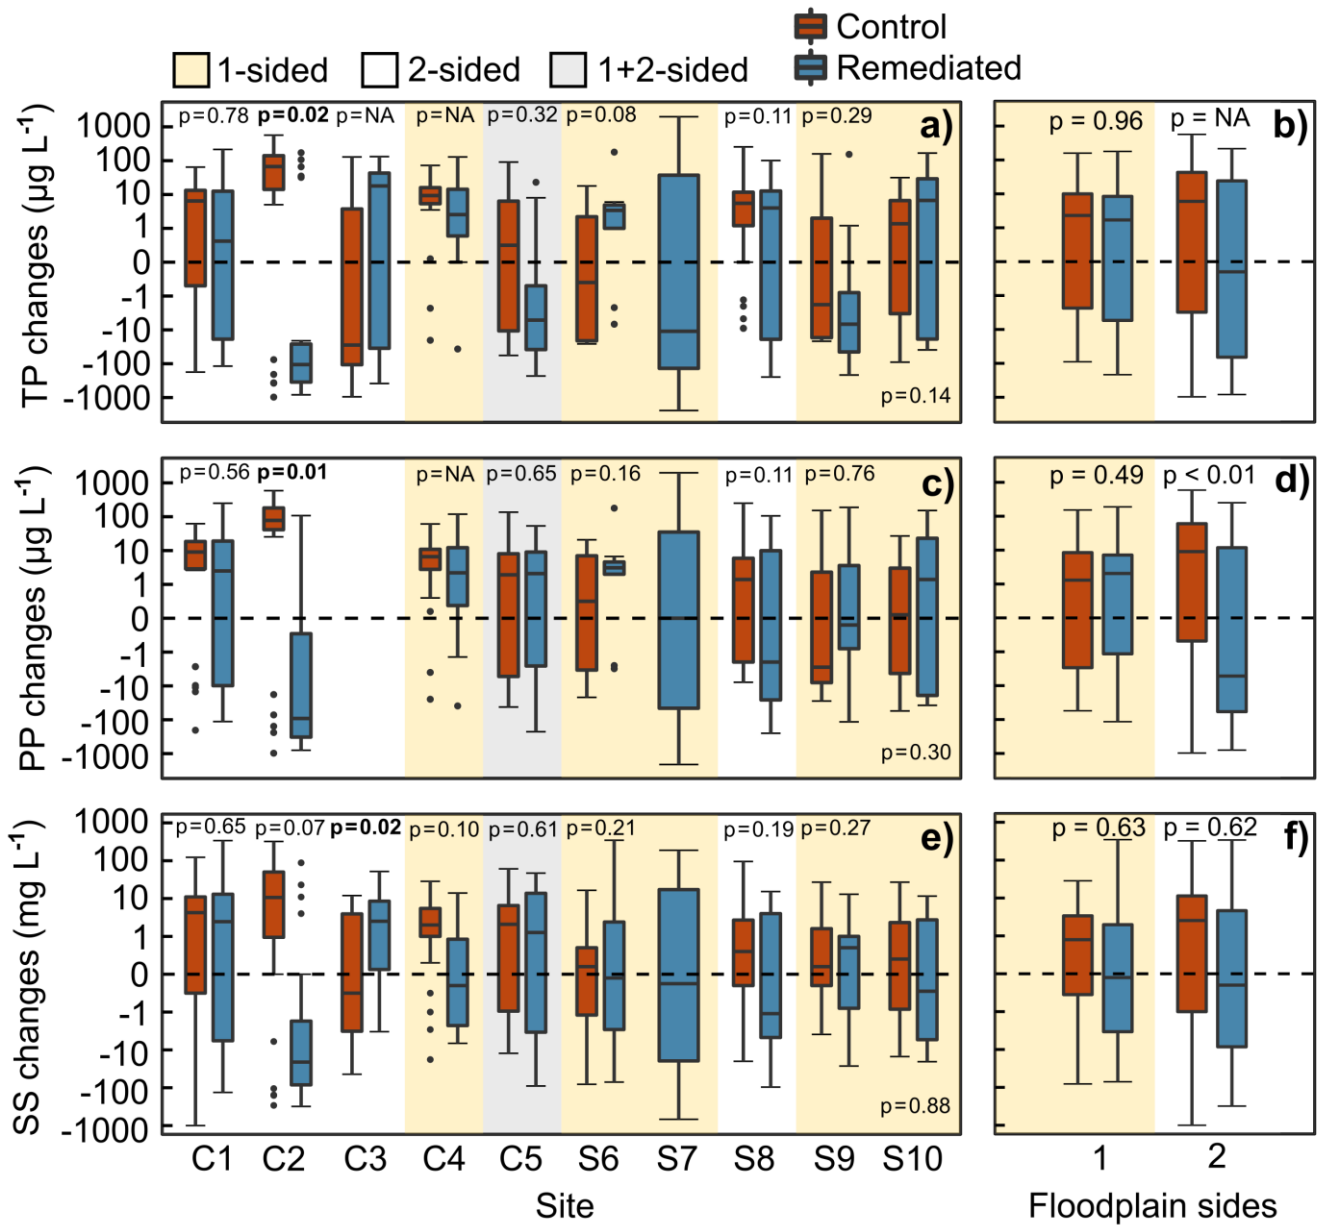 Control
1-sided 2-sided 1+2-sided Remediated
TP changes (µg L⁻¹)
1000
100
10
1
0
-1
-10
-100
-1000
p=0.78 p=0.02 p=NA p=NA p=0.32 p=0.08 p=0.11 p=0.29 a)
p=0.14
p = 0.96 p = NA b)
PP changes (µg L⁻¹)
1000
100
10
1
0
-1
-10
-100
-1000
p=0.56 p=0.01 p=NA p=0.65 p=0.16 p=0.11 p=0.76 c)
p=0.30
p = 0.49 p < 0.01 d)
SS changes (mg L⁻¹)
1000
100
10
1
0
-1
-10
-100
-1000
p=0.65 p=0.07 p=0.02 p=0.10 p=0.61 p=0.21 p=0.19 p=0.27 e)
p=0.88
p = 0.63 p = 0.62 f)
C1 C2 C3 C4 C5 S6 S7 S8 S9 S10 1 2
Site Floodplain sides